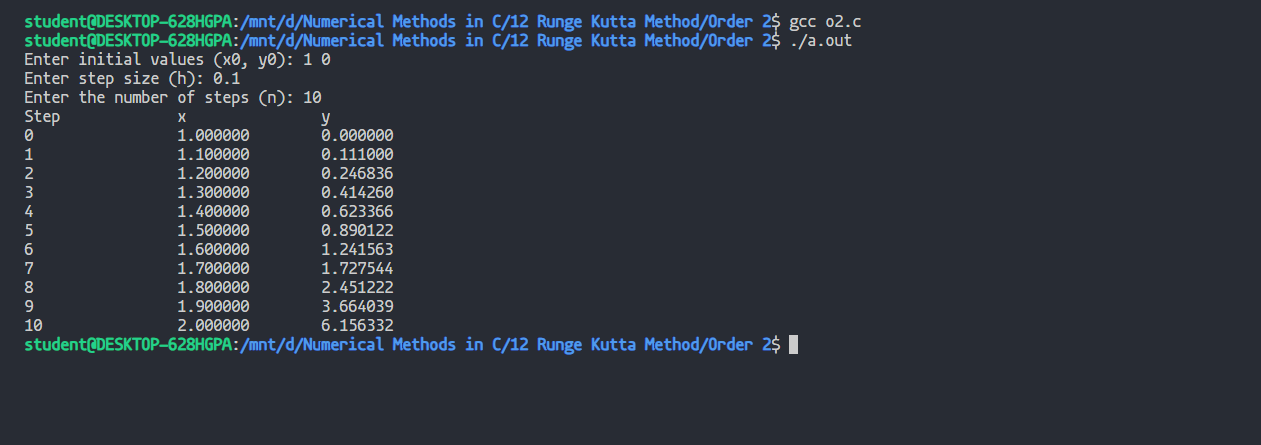 student@DESKTOP-628HGPA:/mnt/d/Numerical Methods in C/12 Runge Kutta Method/Order 2$ gcc o2.c
student@DESKTOP-628HGPA:/mnt/d/Numerical Methods in C/12 Runge Kutta Method/Order 2$ ./a.out
Enter initial values (x0, y0): 1 0
Enter step size (h): 0.1
Enter the number of steps (n): 10
Step x y
0 1.000000 0.000000
1 1.100000 0.111000
2 1.200000 0.246836
3 1.300000 0.414260
4 1.400000 0.623366
5 1.500000 0.890122
6 1.600000 1.241563
7 1.700000 1.727544
8 1.800000 2.451222
9 1.900000 3.664039
10 2.000000 6.156332
student@DESKTOP-628HGPA:/mnt/d/Numerical Methods in C/12 Runge Kutta Method/Order 2$